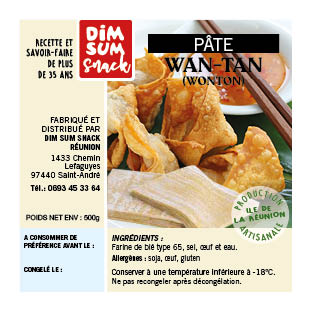 RECETTE ET
SAVOIR-FAIRE
DE PLUS
DE 35 ANS
DIM
SUM
Snack
PÂTE
WAN-TAN
(WONTON)
FABRIQUÉ ET
DISTRIBUÉ PAR
DIM SUM SNACK
RÉUNION
1433 Chemin
Lefaguyes
97440 Saint-André
Tél.: 0693 45 33 64
POIDS NET ENV : 500g
PRODUCTION
ILE DE
LA RÉUNION
ARTISANALE
A CONSOMMER DE
PRÉFÉRENCE AVANT LE :
CONGELÉ LE :
INGRÉDIENTS :
Farine de blé type 65, sel, œuf et eau.
Allergènes : soja, œuf, gluten
Conserver à une température inférieure à -18°C.
Ne pas recongeler après décongélation.